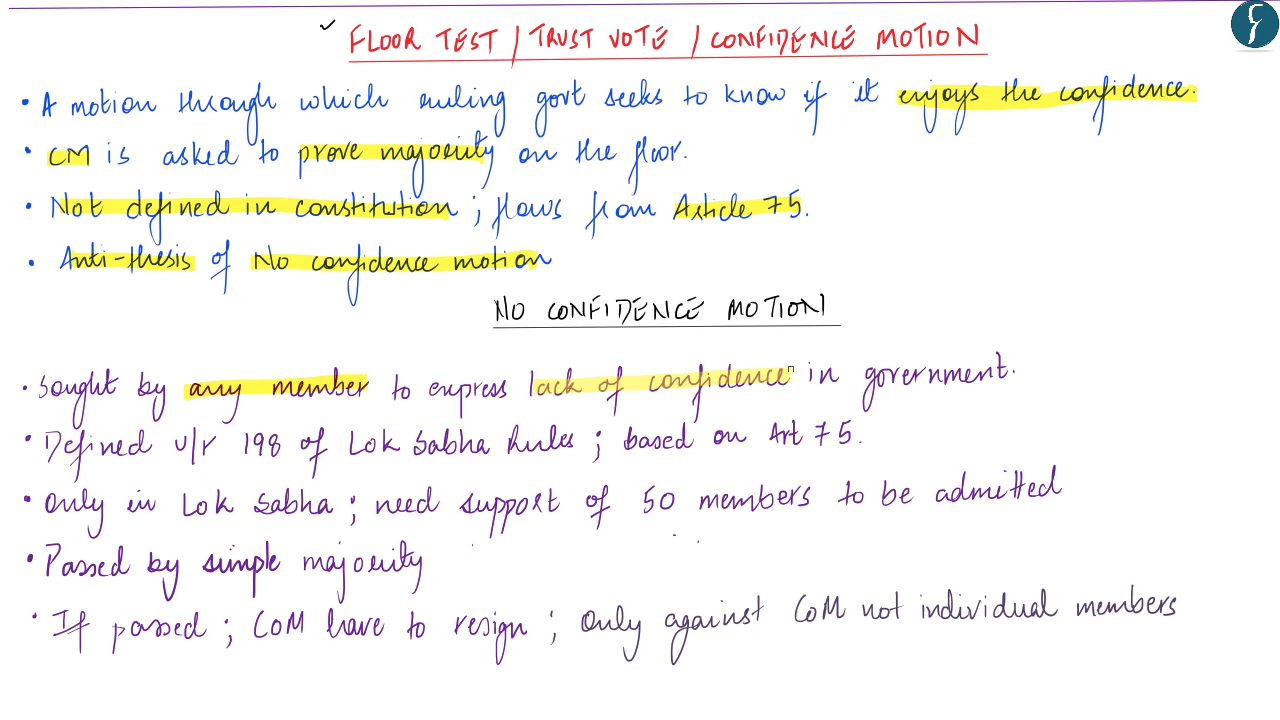 FLOOR TEST / TRUST VOTE / CONFIDENCE MOTION
• A motion through which ruling govt seeks to know if it enjoys the confidence.
• CM is asked to prove majority on the floor.
• Not defined in constitution ; flows from Article 75.
• Anti-thesis of No confidence motion
NO CONFIDENCE MOTION
• Sought by any member to express lack of confidence in government.
• Defined u/r 198 of Lok Sabha Rules ; based on Art 75.
• Only in Lok Sabha ; need support of 50 members to be admitted
• Passed by simple majority
• If passed ; CoM have to resign ; Only against CoM not individual members